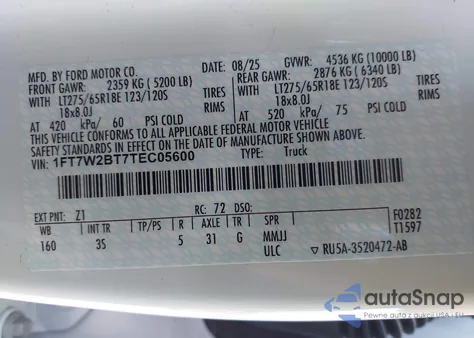 MFD. BY FORD MOTOR CO.
08/25 GVWR: 4536 KG (10000 LB)
FRONT GAWR: 2359 KG (5200 LB) REAR GAWR: 2876 KG (6340 LB)
WITH LT275/65R18E 123/120S TIRES WITH LT275/65R18E 123/120S TIRES
18x8.0J RIMS 18x8.0J RIMS
AT 420 kPa/ 60 PSI COLD AT 520 kPa/ 75 PSI COLD
THIS VEHICLE CONFORMS TO ALL APPLICABLE FEDERAL MOTOR VEHICLE
SAFETY STANDARDS IN EFFECT ON THE DATE OF MANUFACTURE SHOWN ABOVE.
VIN: 1FT7W2BT7TEC05600 TYPE: Truck
EXT PNT: Z1 RC: 72 DSO:
WB INT TR TP/PS R AXLE TR SPR F0282
160 3S 5 31 G MMJJ T1597
ULC ▽ RU5A-3520472-AB
autoSnap
Pewne auta z aukcji USA i EU